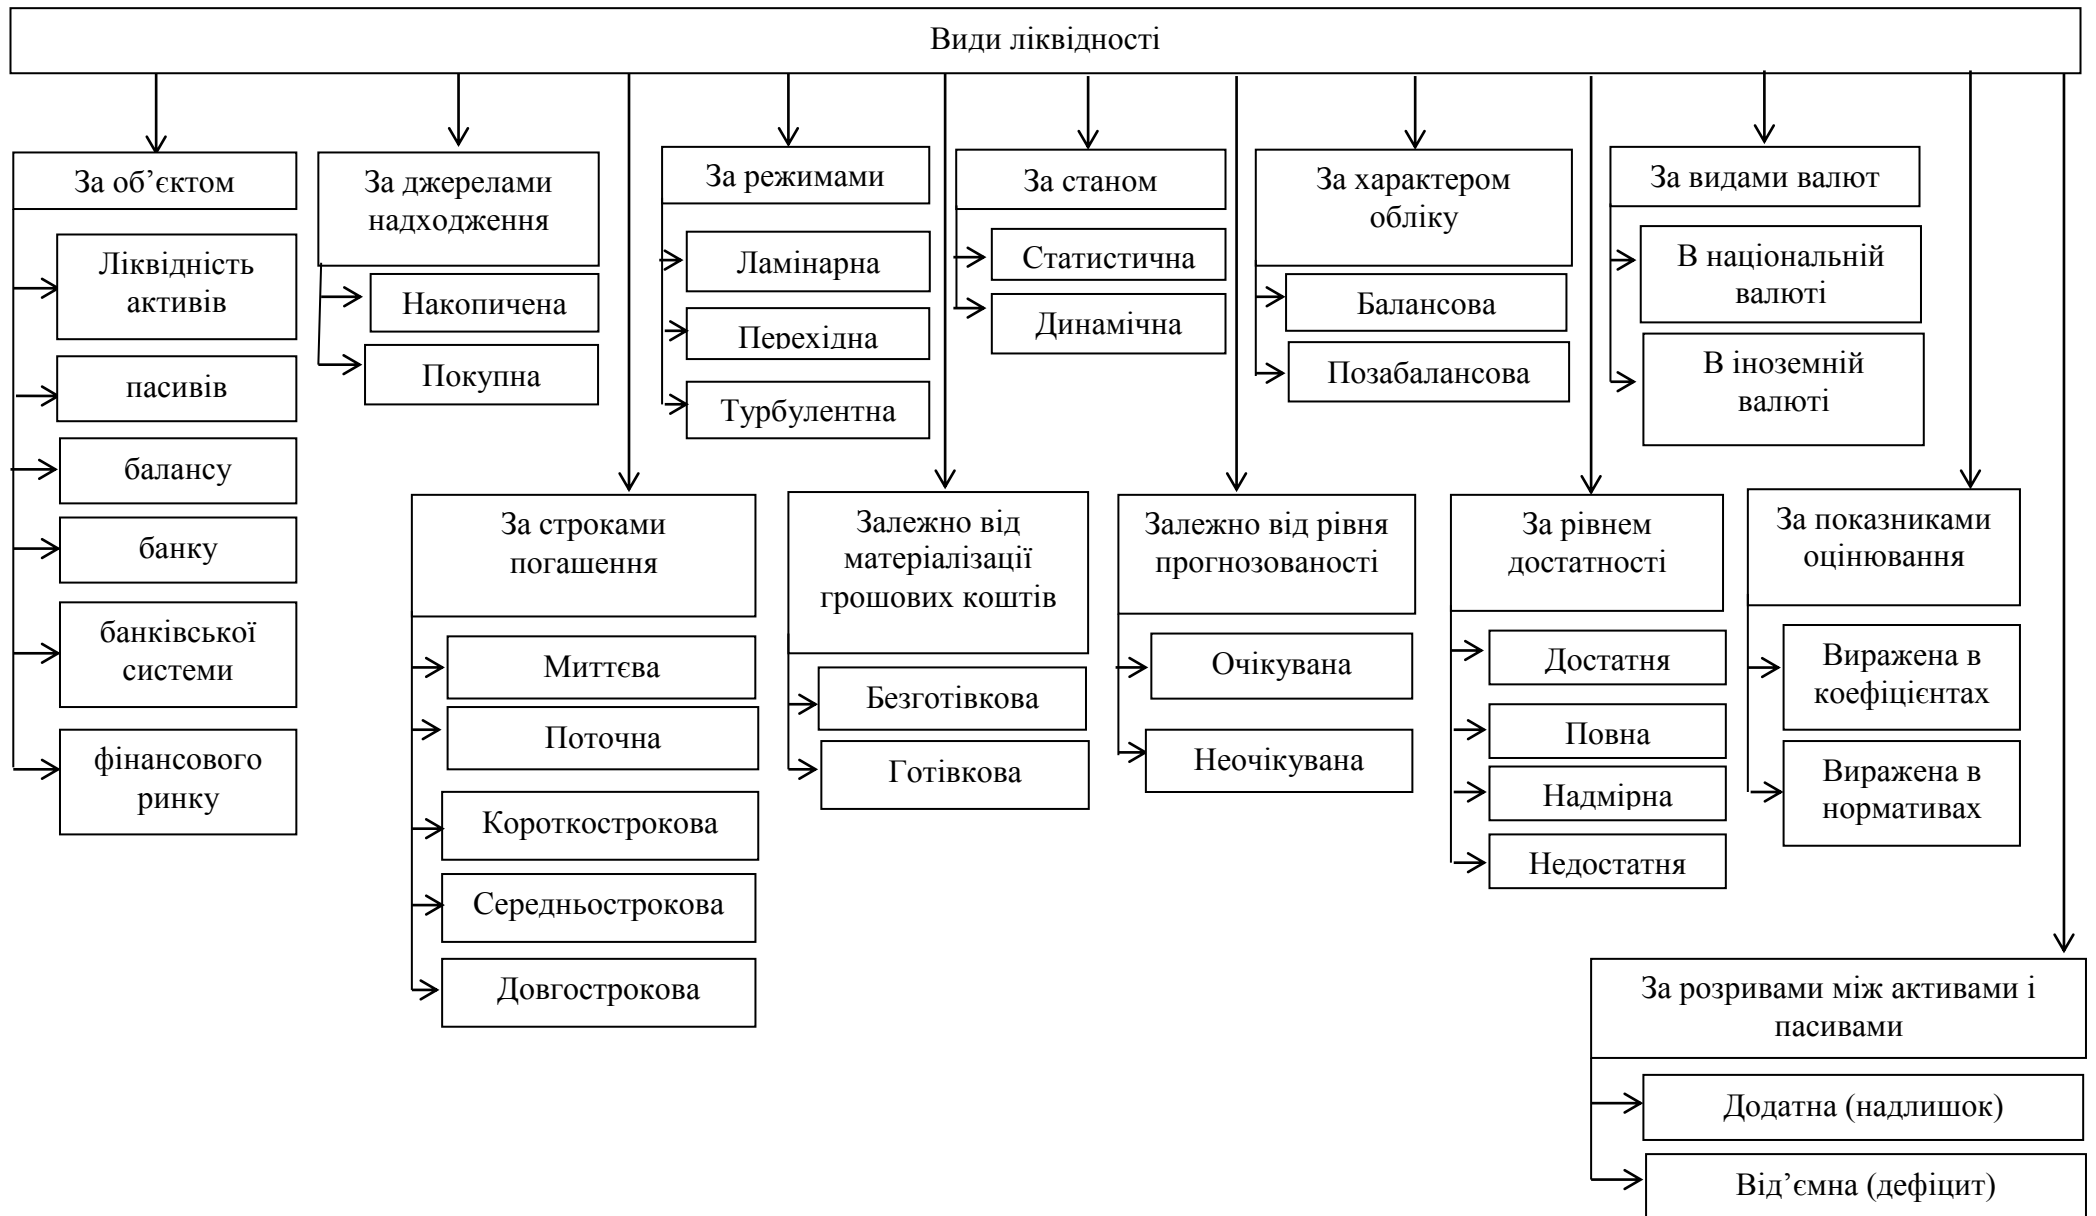 Види ліквідності
За об’єктом
Ліквідність
активів
пасивів
балансу
банку
банківської
системи
фінансового
ринку
За джерелами
надходження
Накопичена
Покупна
За режимами
Ламінарна
Перехідна
Турбулентна
За станом
Статистична
Динамічна
За характером
обліку
Балансова
Позабалансова
За видами валют
В національній
валюті
В іноземній
валюті
За строками
погашення
Миттєва
Поточна
Короткострокова
Середньострокова
Довгострокова
Залежно від
матеріалізації
грошових коштів
Безготівкова
Готівкова
Залежно від рівня
прогнозованості
Очікувана
Неочікувана
За рівнем
достатності
Достатня
Повна
Надмірна
Недостатня
За показниками
оцінювання
Виражена в
коефіцієнтах
Виражена в
нормативах
За розривами між активами і
пасивами
Додатна (надлишок)
Від’ємна (дефіцит)